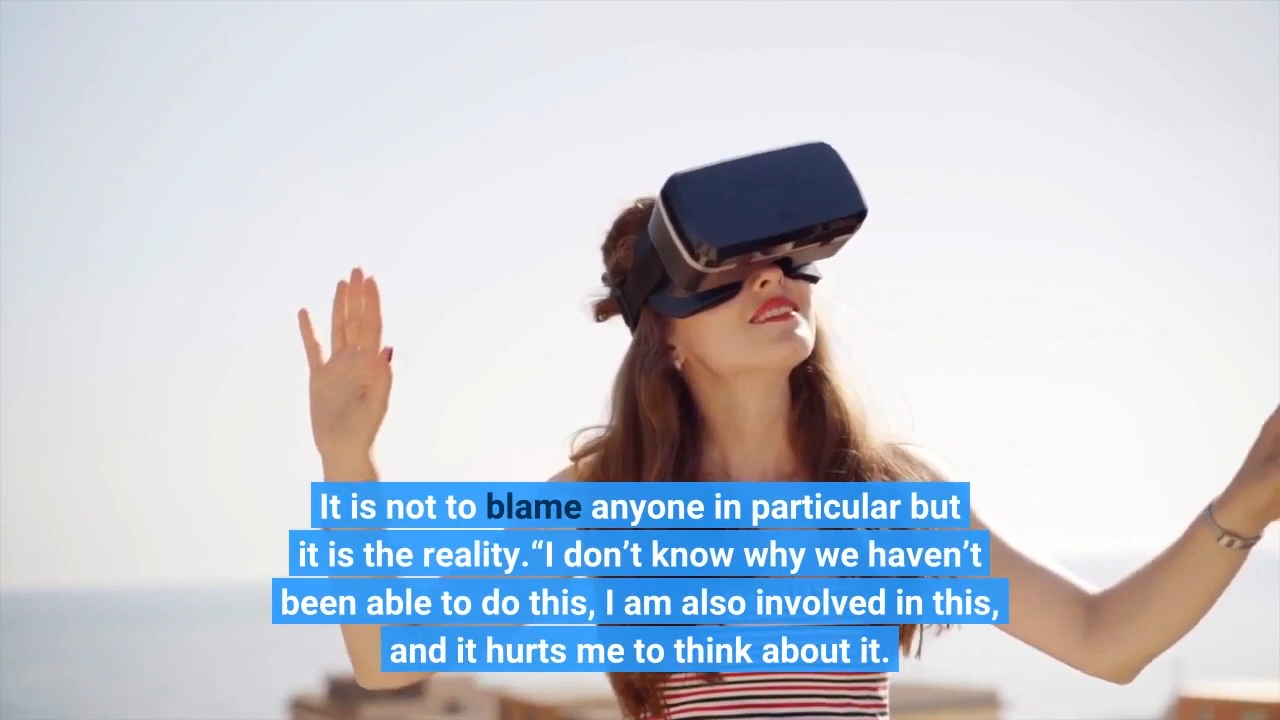 It is not to blame anyone in particular but
it is the reality.“I don’t know why we haven’t
been able to do this, I am also involved in this,
and it hurts me to think about it.